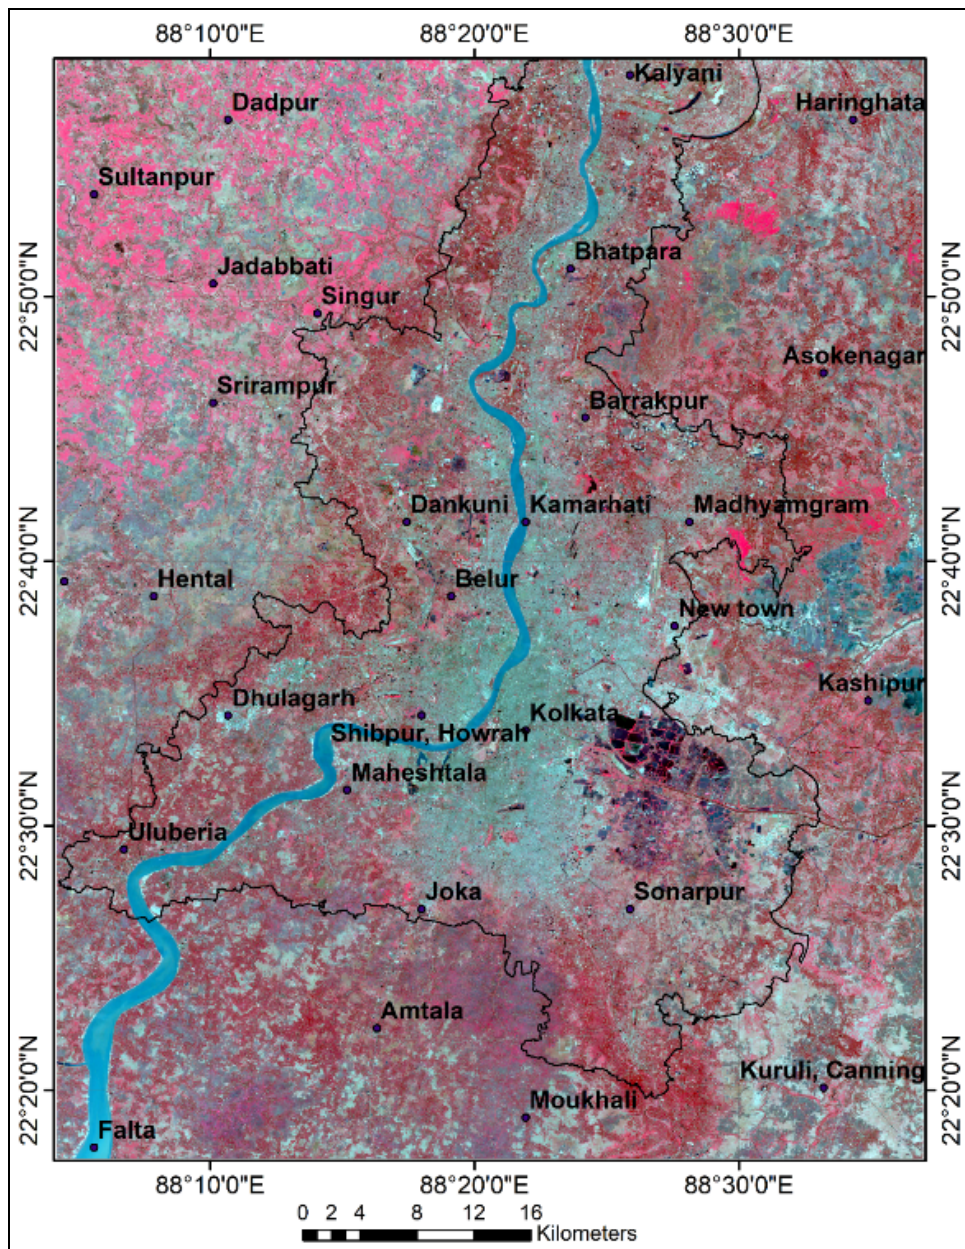 88°10'0"E
88°20'0"E
88°30'0"E
Kalyani
Dadpur
Haringhata
Sultanpur
Bhatpara
Jadabbati
22°50'0"N
22°50'0"N
Singur
Asokenagar
Srirampur
Barrakpur
Dankuni
Kamarhati
Madhyamgram
22°40'0"N
22°40'0"N
Hental
Belur
New town
Kashipur
Dhulagarh
Kolkata
Shibpur, Howrah
Maheshtala
22°30'0"N
22°30'0"N
Uluberia
Joka
Sonarpur
Amtala
22°20'0"N
22°20'0"N
Kuruli, Canning
Moukhali
Falta
88°10'0"E
88°20'0"E
88°30'0"E
0 2 4 8 12 16
Kilometers